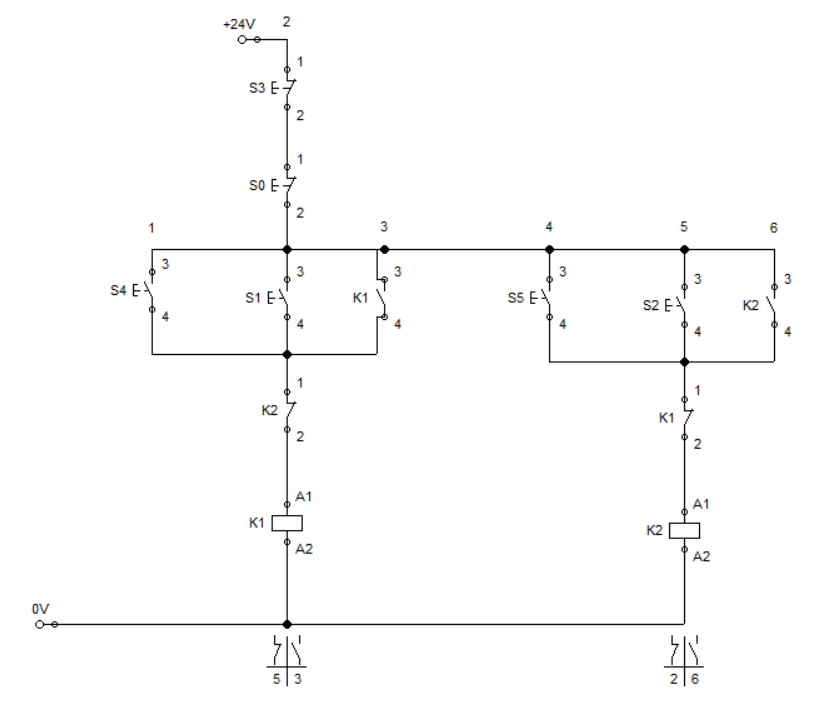 +24V 2
1
S3
2
1
S0
2
1 3 4 5 6
3 3 3 3 3 3
S4 S1 K1 S5 S2 K2
4 4 4 4 4 4
1 1
K2 K1
2 2
A1 A1
K1 K2
A2 A2
0V
5 3 2 6